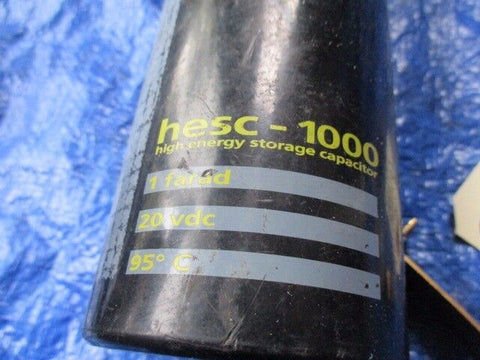 hesc - 1000
high energy storage capacitor
1 farad
20 vdc
95° C